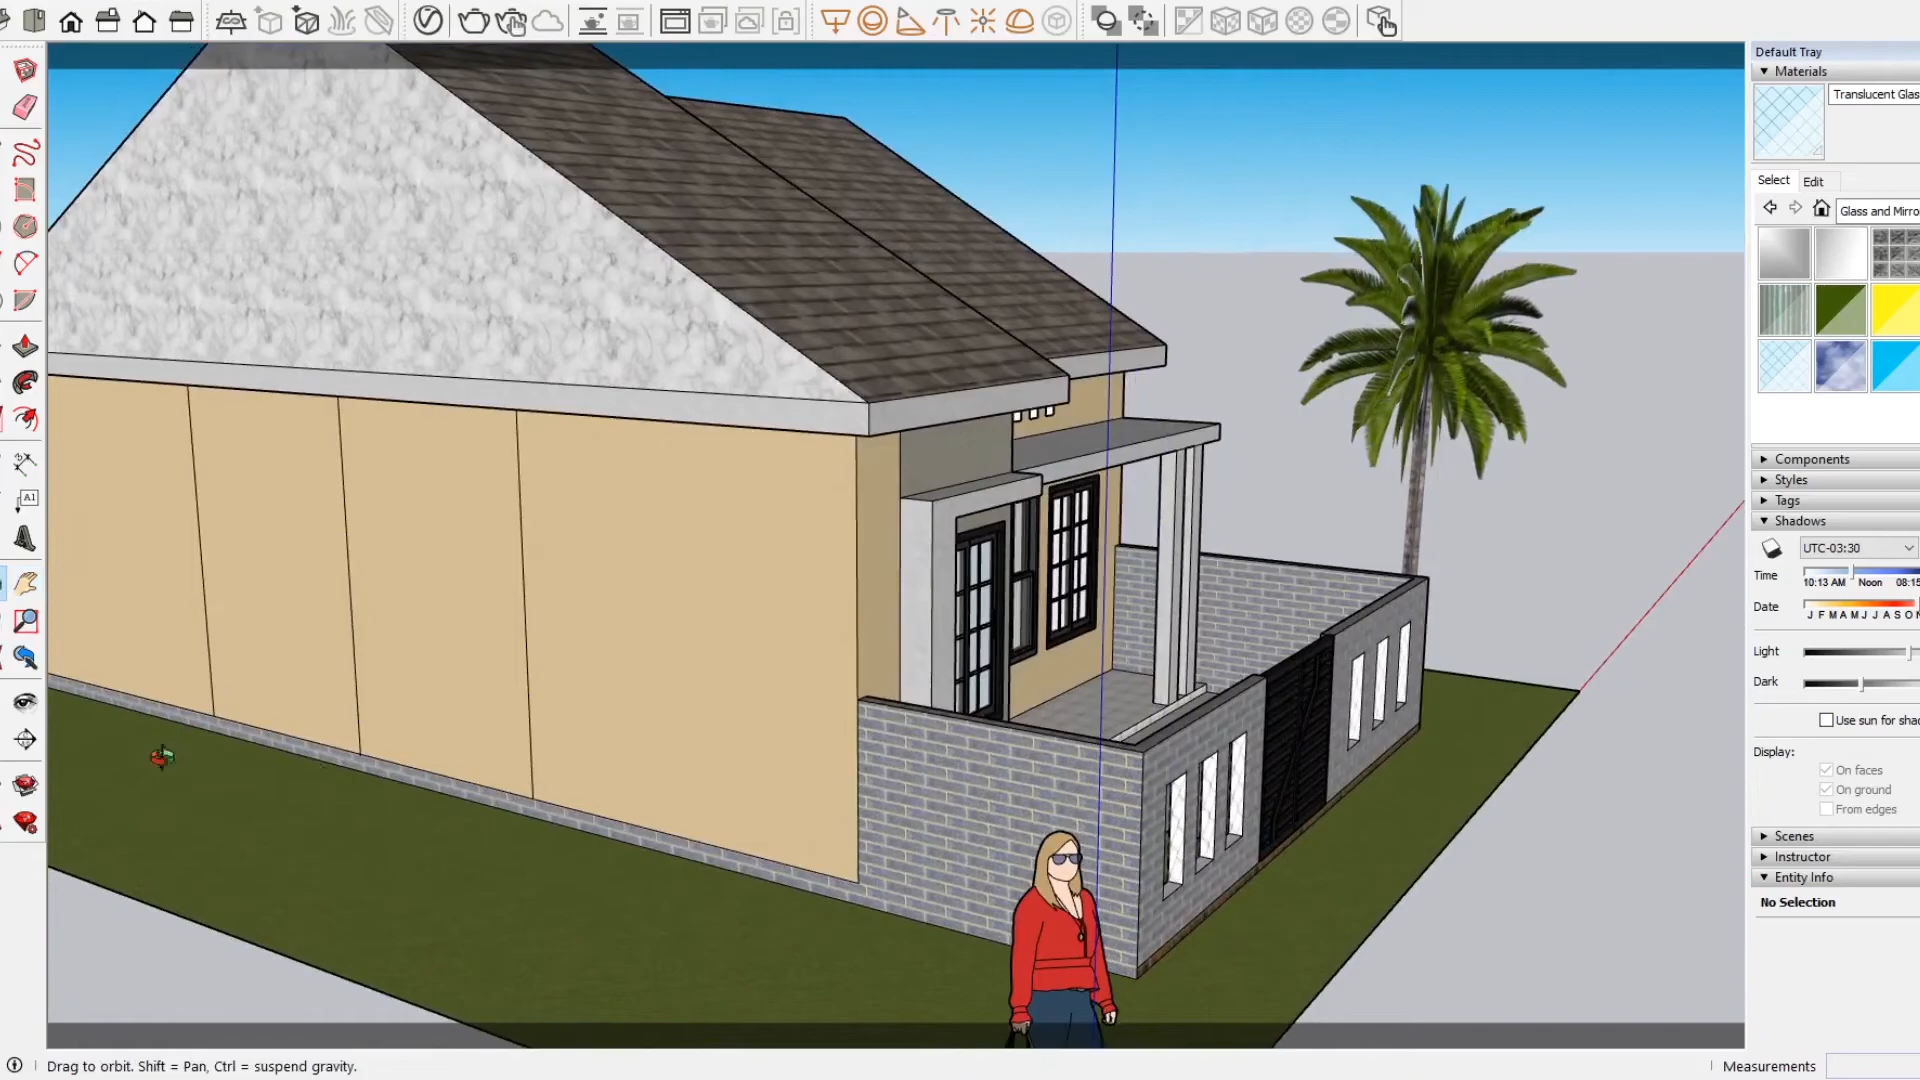 Default Tray
Materials
Translucent Glas
Select
Edit
Glass and Mirro
A1
Components
Styles
Tags
Shadows
UTC-03:30
Time
10:13 AM Noon 08:15
Date
J F M A M J J A S O N
Light
Dark
Use sun for shad
Display:
On faces
On ground
From edges
Scenes
Instructor
Entity Info
No Selection
Drag to orbit. Shift = Pan, Ctrl = suspend gravity.
Measurements